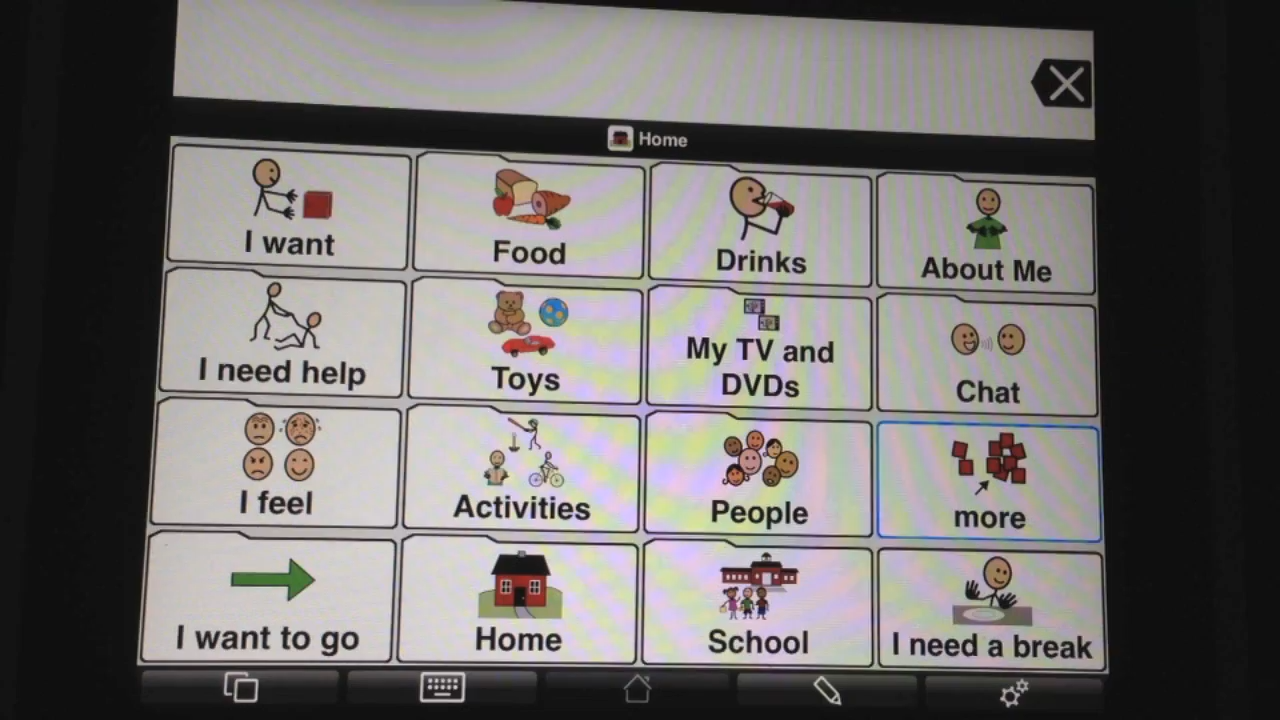 Home
I want
Food
Drinks
About Me
I need help
Toys
My TV and
DVDs
Chat
I feel
Activities
People
more
I want to go
Home
School
I need a break